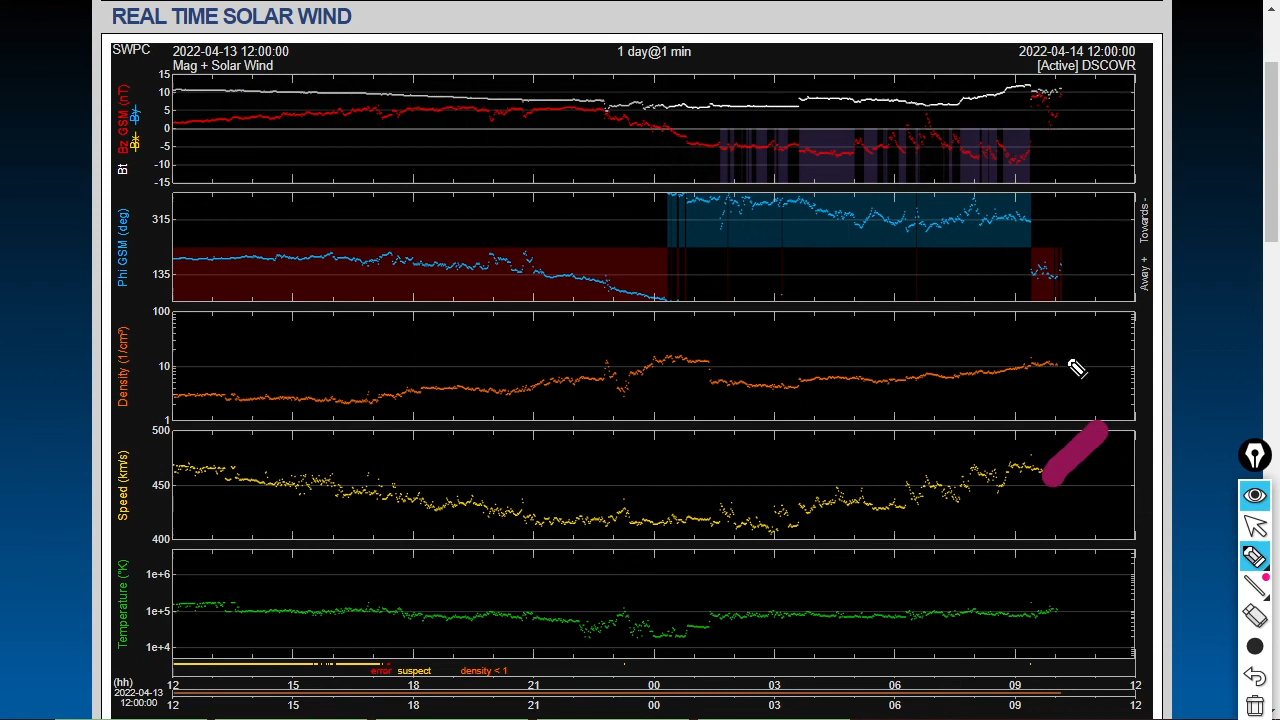 REAL TIME SOLAR WIND
SWPC 2022-04-13 12:00:00 1 day@1 min 2022-04-14 12:00:00
Mag + Solar Wind [Active] DSCOVR
Bt Bz GSM (nT)
Bx By
15
10
5
0
-5
-10
-15
Phi GSM (deg)
315
135
Away + Towards -
Density (1/cm³)
100
10
1
Speed (km/s)
500
450
400
Temperature (°K)
1e+6
1e+5
1e+4
error suspect density < 1
(hh) 12 15 18 21 00 03 06 09 12
2022-04-13
12:00:00 12 15 18 21 00 03 06 09 12